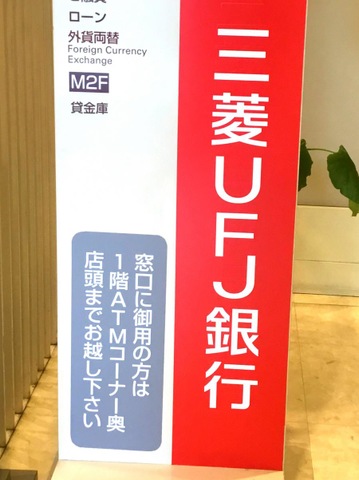 ローン
外貨両替
Foreign Currency
Exchange
M2F
貸金庫
三菱UFJ銀行
窓口に御用の方は
1階ATMコーナー奥
店頭までお越し下さい